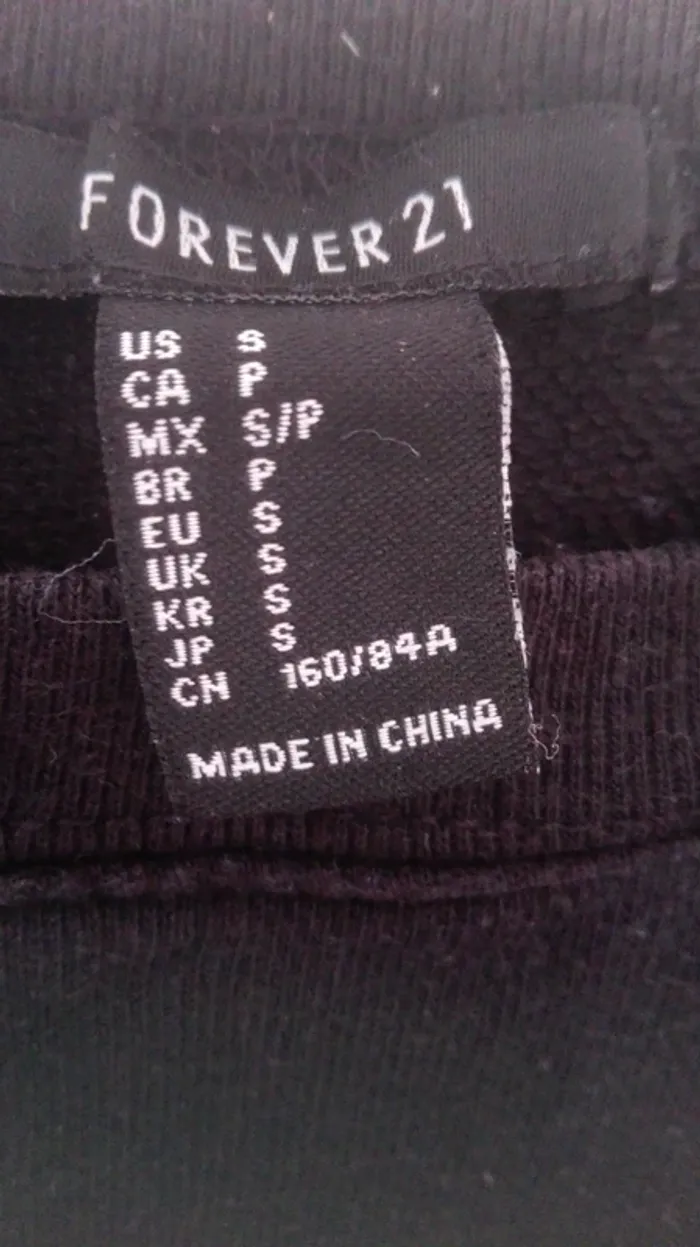 FOREVER 21
US S
CA P
MX S/P
BR P
EU S
UK S
KR S
JP S
CN 160/84A
MADE IN CHINA